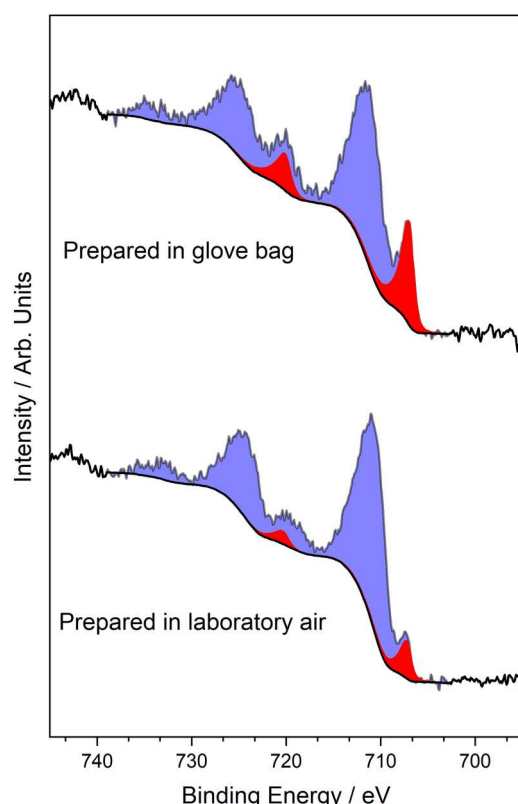 Prepared in glove bag
Intensity / Arb. Units
Prepared in laboratory air
740 730 720 710 700
Binding Energy / eV